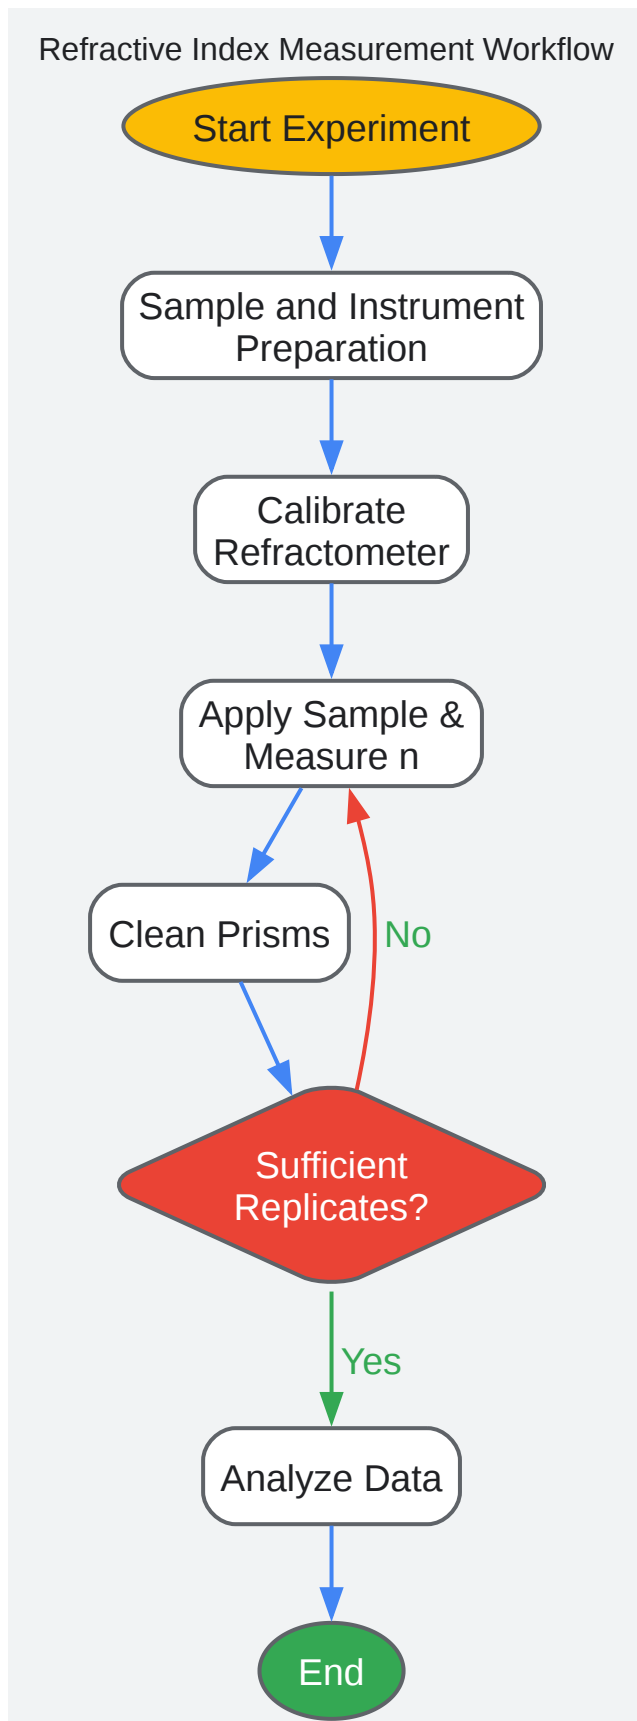 Refractive Index Measurement Workflow
Start Experiment
Sample and Instrument
Preparation
Calibrate
Refractometer
Apply Sample &
Measure n
Clean Prisms
No
Sufficient
Replicates?
Yes
Analyze Data
End